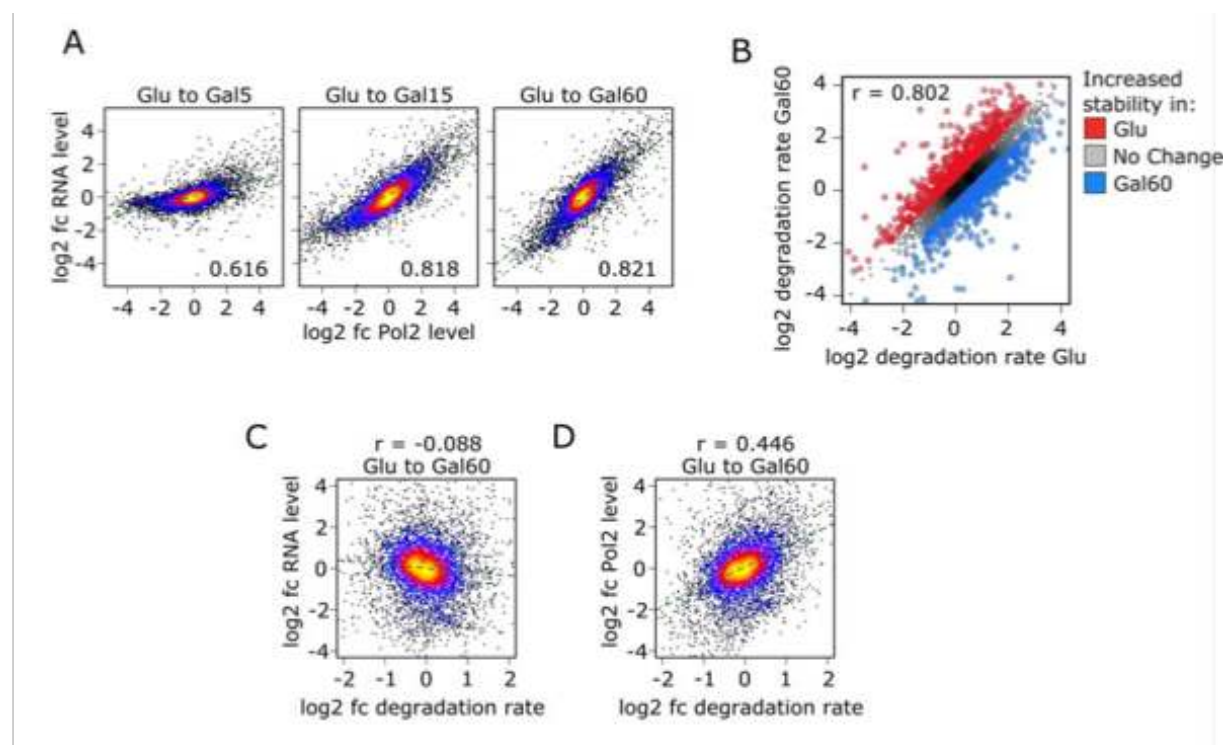 A
Glu to Gal5
Glu to Gal15
Glu to Gal60
log2 fc RNA level
4
2
0
-2
-4
0.616
0.818
0.821
-4 -2 0 2 4
-4 -2 0 2 4
-4 -2 0 2 4
log2 fc Pol2 level
B
log2 degradation rate Gal60
4
2
0
-2
-4
r = 0.802
-4 -2 0 2 4
log2 degradation rate Glu
Increased
stability in:
Glu
No Change
Gal60
C
r = -0.088
Glu to Gal60
log2 fc RNA level
4
2
0
-2
-4
-2 -1 0 1 2
log2 fc degradation rate
D
r = 0.446
Glu to Gal60
log2 fc Pol2 level
4
2
0
-2
-4
-2 -1 0 1 2
log2 fc degradation rate